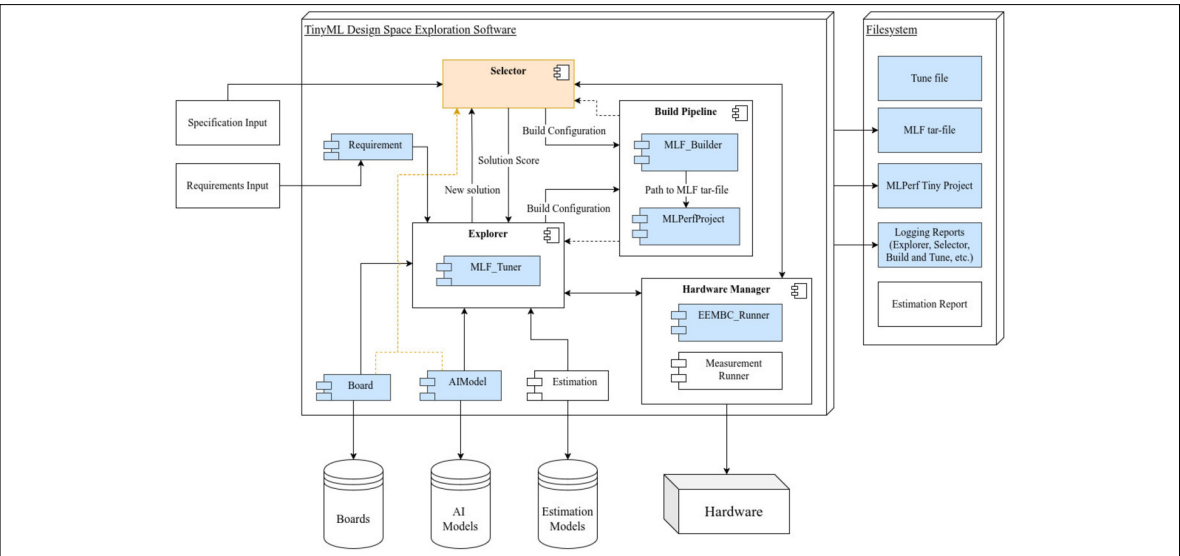 TinyML Design Space Exploration Software
Filesystem
Selector
Tune file
Specification Input
Build Pipeline
Build Configuration
MLF tar-file
Requirement
MLF_Builder
Solution Score
Requirements Input
New solution
Path to MLF tar-file
MLPerf Tiny Project
Build Configuration
MLPerfProject
Explorer
Logging Reports
(Explorer, Selector,
Build and Tune, etc.)
MLF_Tuner
Hardware Manager
Estimation Report
EEMBC_Runner
Measurement
Runner
Board
AIModel
Estimation
Boards
AI
Models
Estimation
Models
Hardware